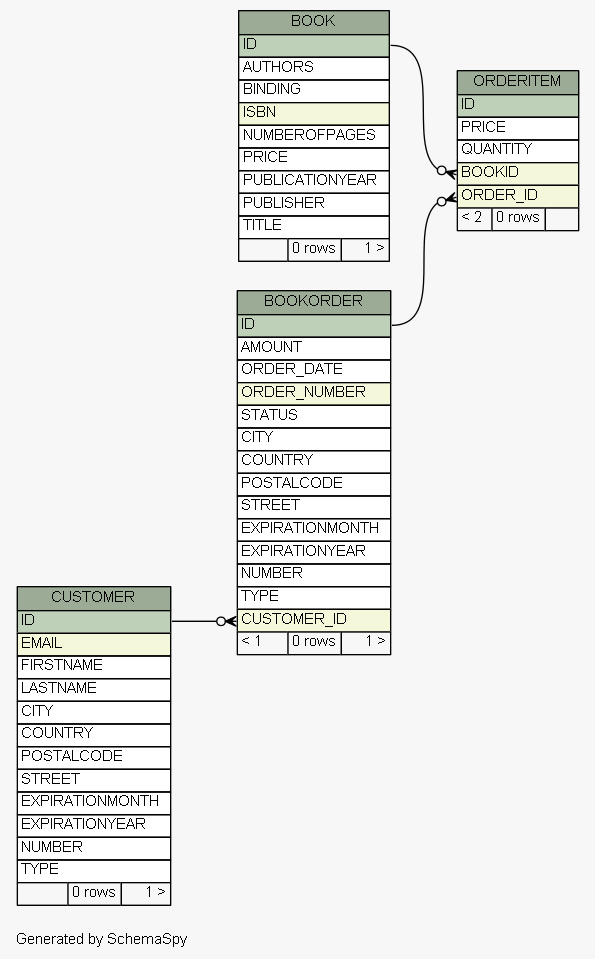 BOOK
ID
AUTHORS
BINDING
ISBN
NUMBEROFPAGES
PRICE
PUBLICATIONYEAR
PUBLISHER
TITLE
0 rows 1 >
ORDERITEM
ID
PRICE
QUANTITY
BOOKID
ORDER_ID
< 2 0 rows
BOOKORDER
ID
AMOUNT
ORDER_DATE
ORDER_NUMBER
STATUS
CITY
COUNTRY
POSTALCODE
STREET
EXPIRATIONMONTH
EXPIRATIONYEAR
NUMBER
TYPE
CUSTOMER_ID
< 1 0 rows 1 >
CUSTOMER
ID
EMAIL
FIRSTNAME
LASTNAME
CITY
COUNTRY
POSTALCODE
STREET
EXPIRATIONMONTH
EXPIRATIONYEAR
NUMBER
TYPE
0 rows 1 >
Generated by SchemaSpy